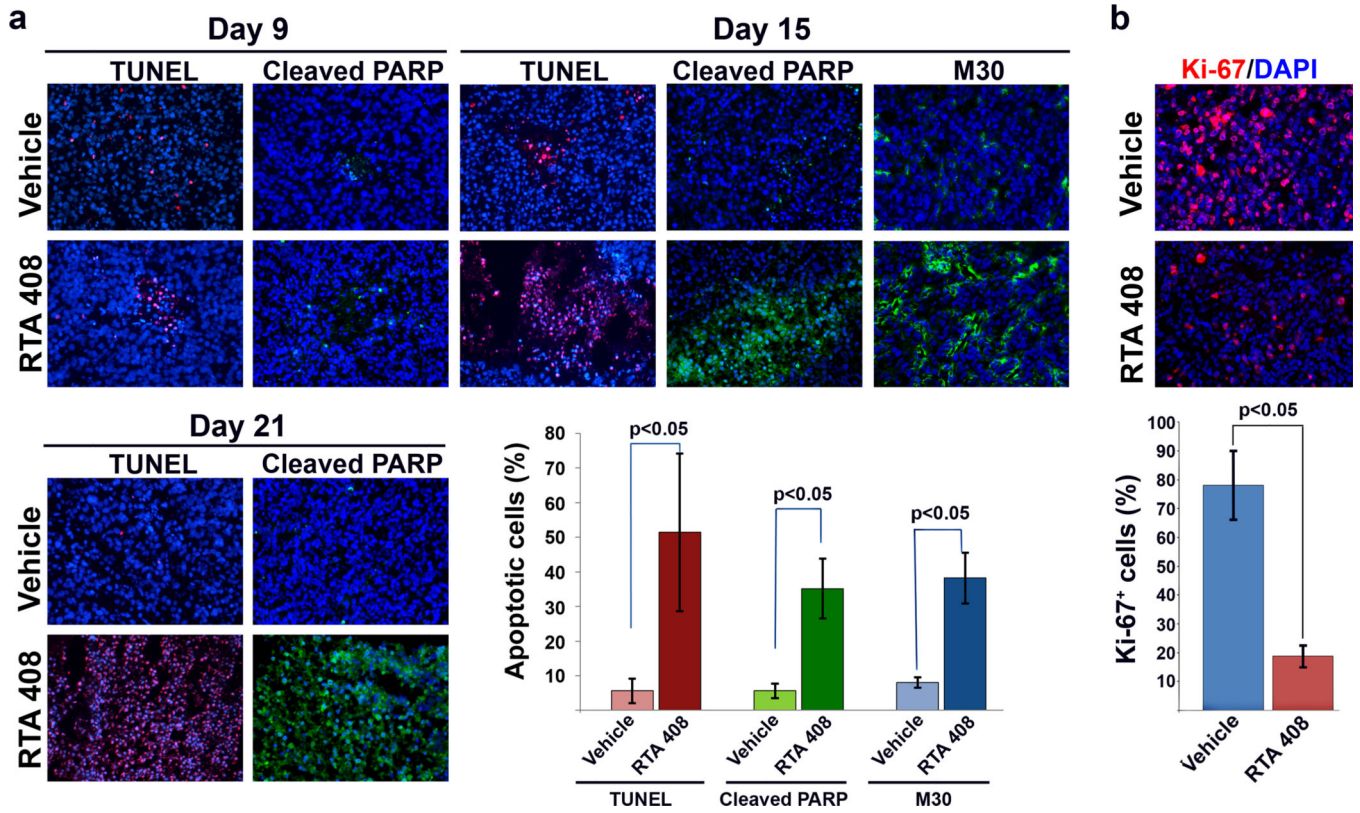 a
Day 9
Day 15
TUNEL
Cleaved PARP
TUNEL
Cleaved PARP
M30
Vehicle
RTA 408
Day 21
TUNEL
Cleaved PARP
Vehicle
RTA 408
Apoptotic cells (%)
80
70
60
50
40
30
20
10
p<0.05
p<0.05
p<0.05
Vehicle
RTA 408
Vehicle
RTA 408
Vehicle
RTA 408
TUNEL
Cleaved PARP
M30
b
Ki-67/DAPI
Vehicle
RTA 408
Ki-67⁺ cells (%)
100
90
80
70
60
50
40
30
20
10
p<0.05
Vehicle
RTA 408